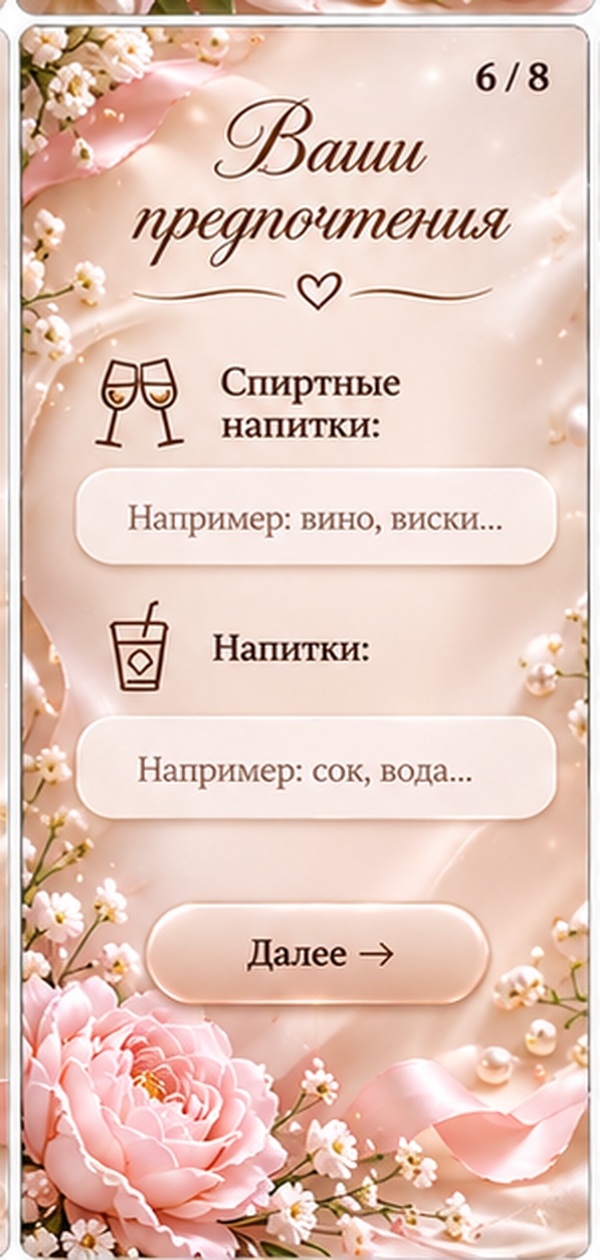 6 / 8
Ваши
предпочтения
Спиртные
напитки:
Например: вино, виски...
Напитки:
Например: сок, вода...
Далее →